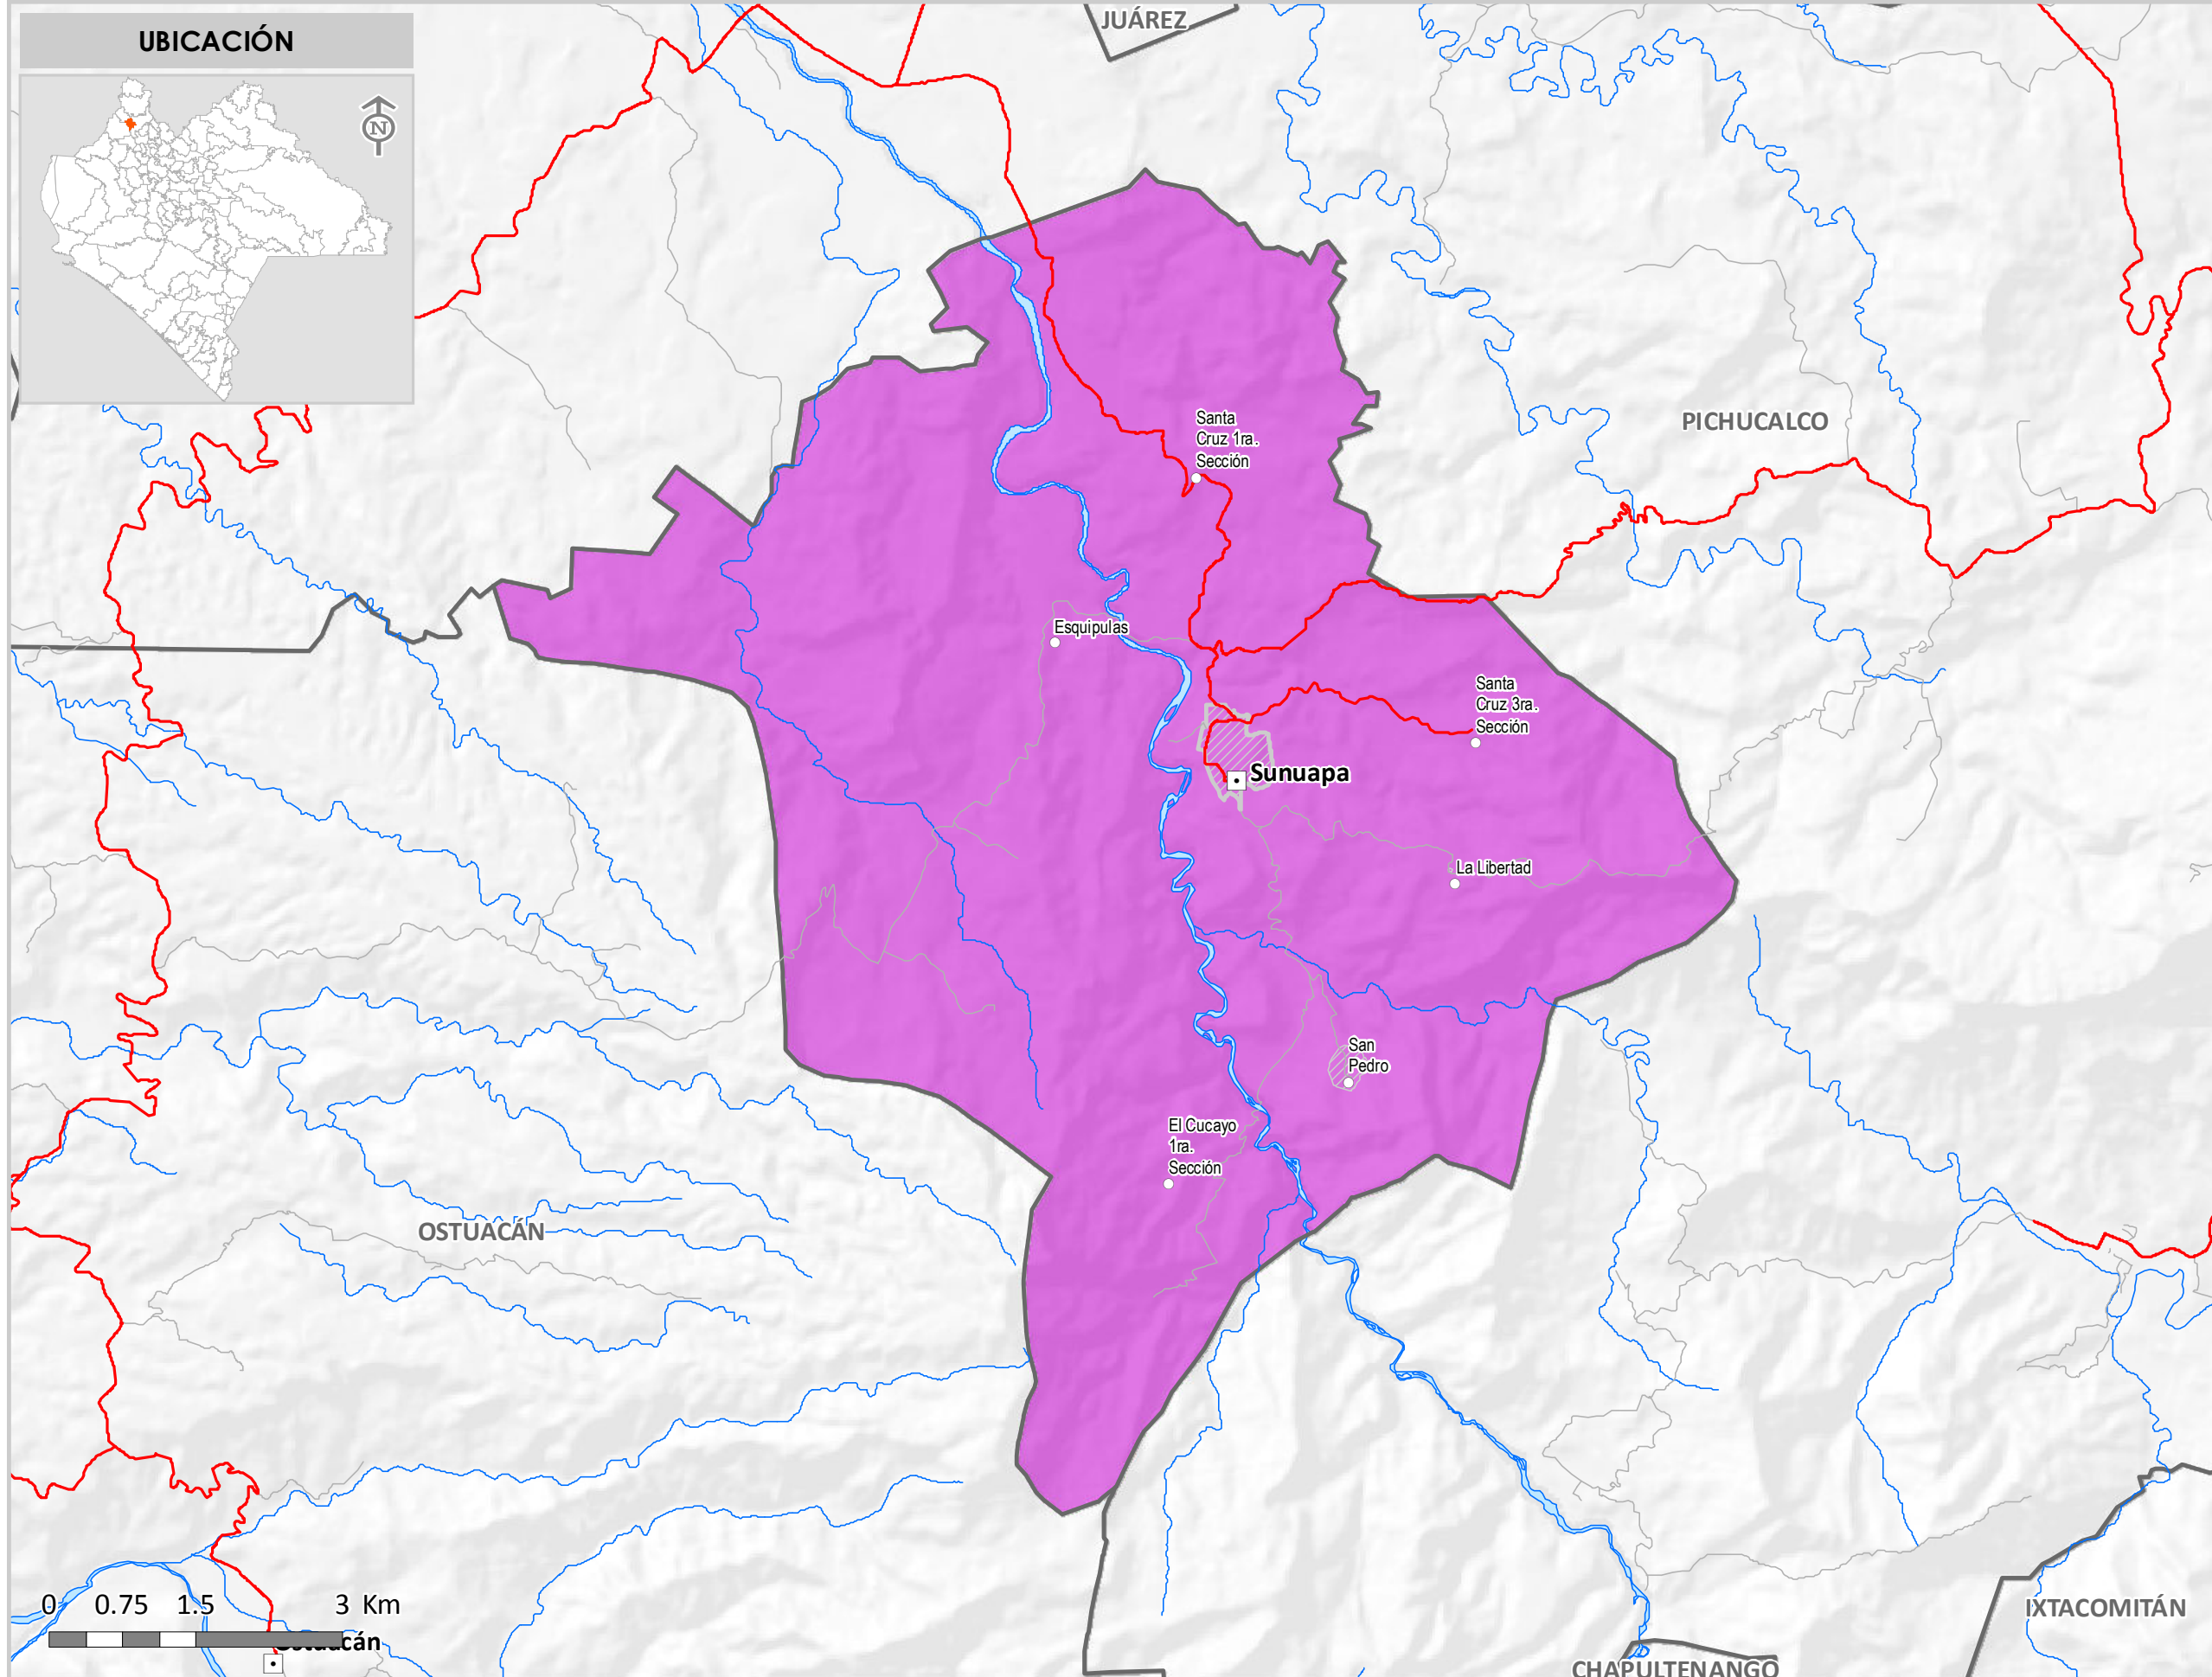 UBICACIÓN
N
JUÁREZ
PICHUCALCO
Santa
Cruz 1ra.
Sección
Esquipulas
Santa
Cruz 3ra.
Sección
Sunuapa
La Libertad
San
Pedro
El Cucayo
1ra.
Sección
OSTUACÁN
0 0.75 1.5 3 Km
Ostuacán
IXTACOMITÁN
CHAPULTENANGO